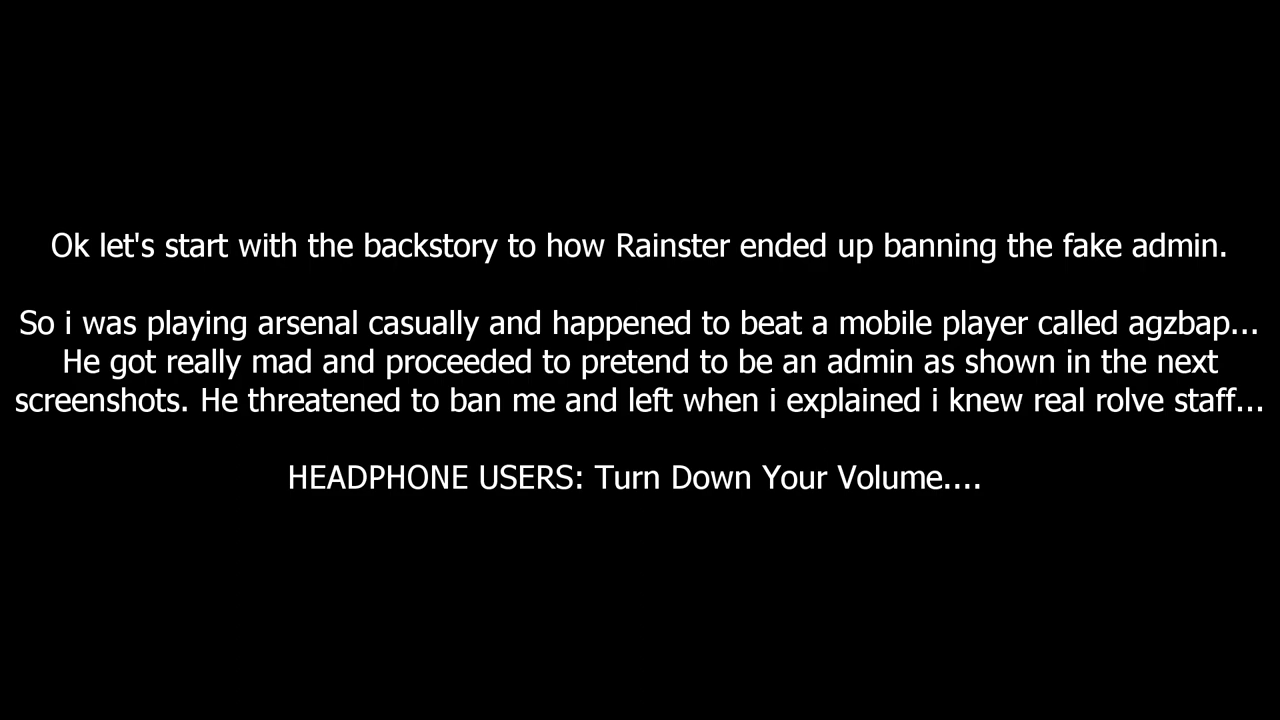 Ok let's start with the backstory to how Rainster ended up banning the fake admin.
So i was playing arsenal casually and happened to beat a mobile player called agzbap...
He got really mad and proceeded to pretend to be an admin as shown in the next
screenshots. He threatened to ban me and left when i explained i knew real rolve staff...
HEADPHONE USERS: Turn Down Your Volume....